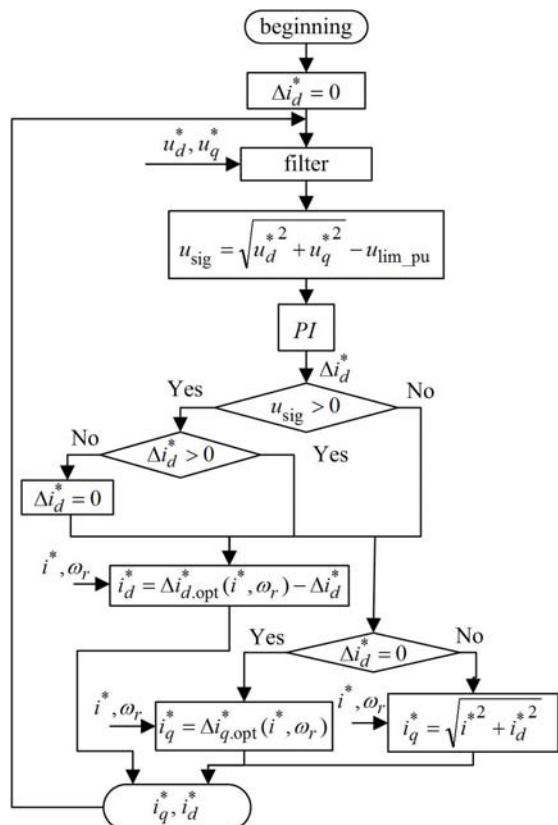 beginning
Δi_d^* = 0
u_d^*, u_q^*
filter
u_sig = √(u_d^{*2} + u_q^{*2}) − u_lim_pu
PI
Δi_d^*
Yes
No
u_sig > 0
No
Δi_d^* > 0
Yes
Δi_d^* = 0
i^*, ω_r
i_d^* = Δi_{d.opt}^*(i^*, ω_r) − Δi_d^*
Yes
No
Δi_d^* = 0
i^*, ω_r
i_q^* = Δi_{q.opt}^*(i^*, ω_r)
i^*, ω_r
i_q^* = √(i^{*2} + i_d^{*2})
i_q^*, i_d^*